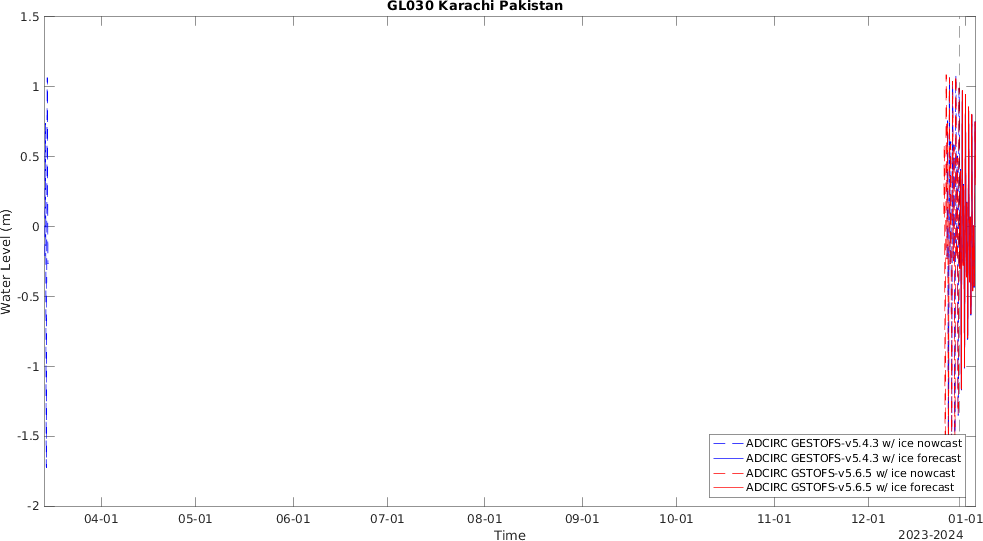 GL030 Karachi Pakistan
1.5
1
0.5
0
-0.5
-1
-1.5
-2
Water Level (m)
04-01 05-01 06-01 07-01 08-01 09-01 10-01 11-01 12-01 01-01
Time
2023-2024
ADCIRC GESTOFS-v5.4.3 w/ ice nowcast
ADCIRC GESTOFS-v5.4.3 w/ ice forecast
ADCIRC GSTOFS-v5.6.5 w/ ice nowcast
ADCIRC GSTOFS-v5.6.5 w/ ice forecast